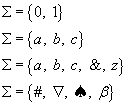 Σ = {0, 1}
Σ = {a, b, c}
Σ = {a, b, c, &, z}
Σ = {#, ∇, ♠, β}